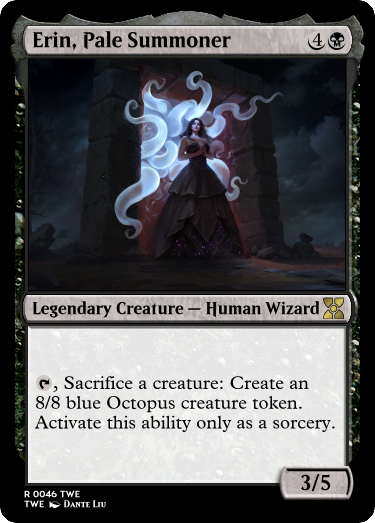 Erin, Pale Summoner 4
Legendary Creature — Human Wizard
, Sacrifice a creature: Create an
8/8 blue Octopus creature token.
Activate this ability only as a sorcery.
3/5
R 0046 TWE
TWE Dante Liu